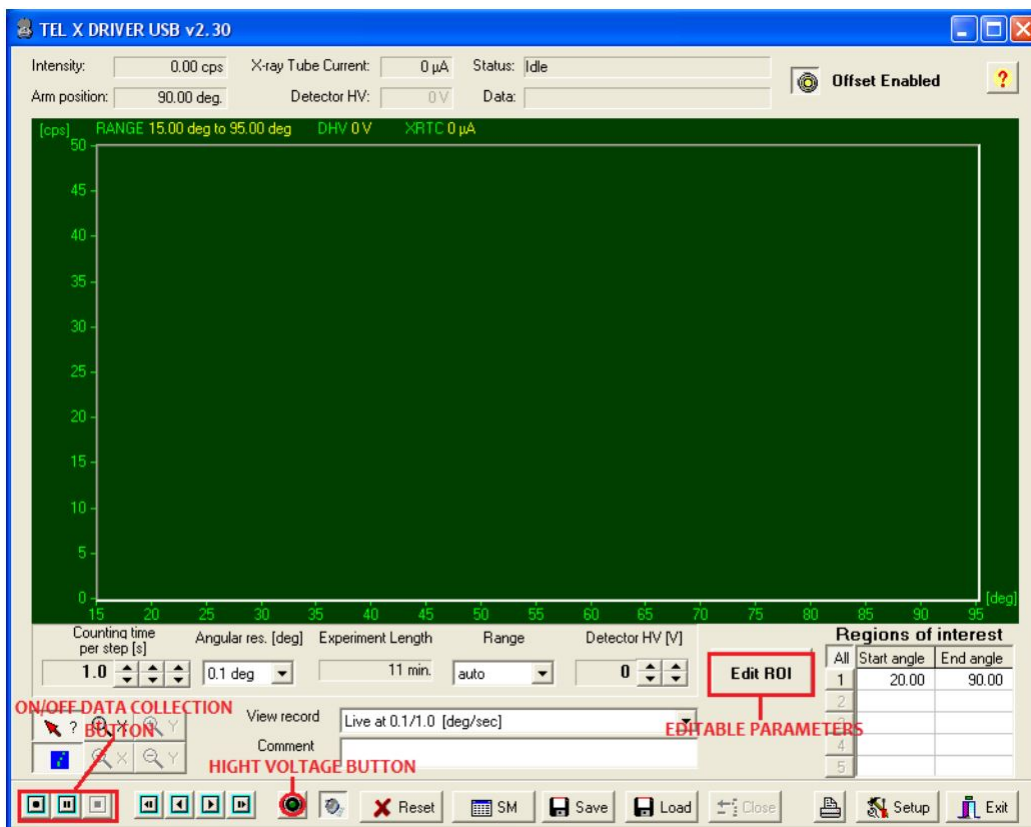 TEL X DRIVER USB v2.30
Intensity: 0.00 cps X-ray Tube Current: 0 µA Status: Idle
Offset Enabled ?
Arm position: 90.00 deg. Detector HV: 0 V Data:
[cps] RANGE 15.00 deg to 95.00 deg DHV 0 V XRTC 0 µA
50
45
40
35
30
25
20
15
10
5
0
[deg]
15 20 25 30 35 40 45 50 55 60 65 70 75 80 85 90 95
Counting time
per step [s]
Angular res. [deg] Experiment Length Range Detector HV [V]
1.0 0.1 deg 11 min. auto 0
Edit ROI
Regions of interest
All Start angle End angle
1 20.00 90.00
2
3
4
5
ON/OFF DATA COLLECTION
BUTTON
? X Y
X Y
View record Live at 0.1/1.0 [deg/sec]
EDITABLE PARAMETERS
Comment
HIGHT VOLTAGE BUTTON
Reset SM Save Load Close Setup Exit